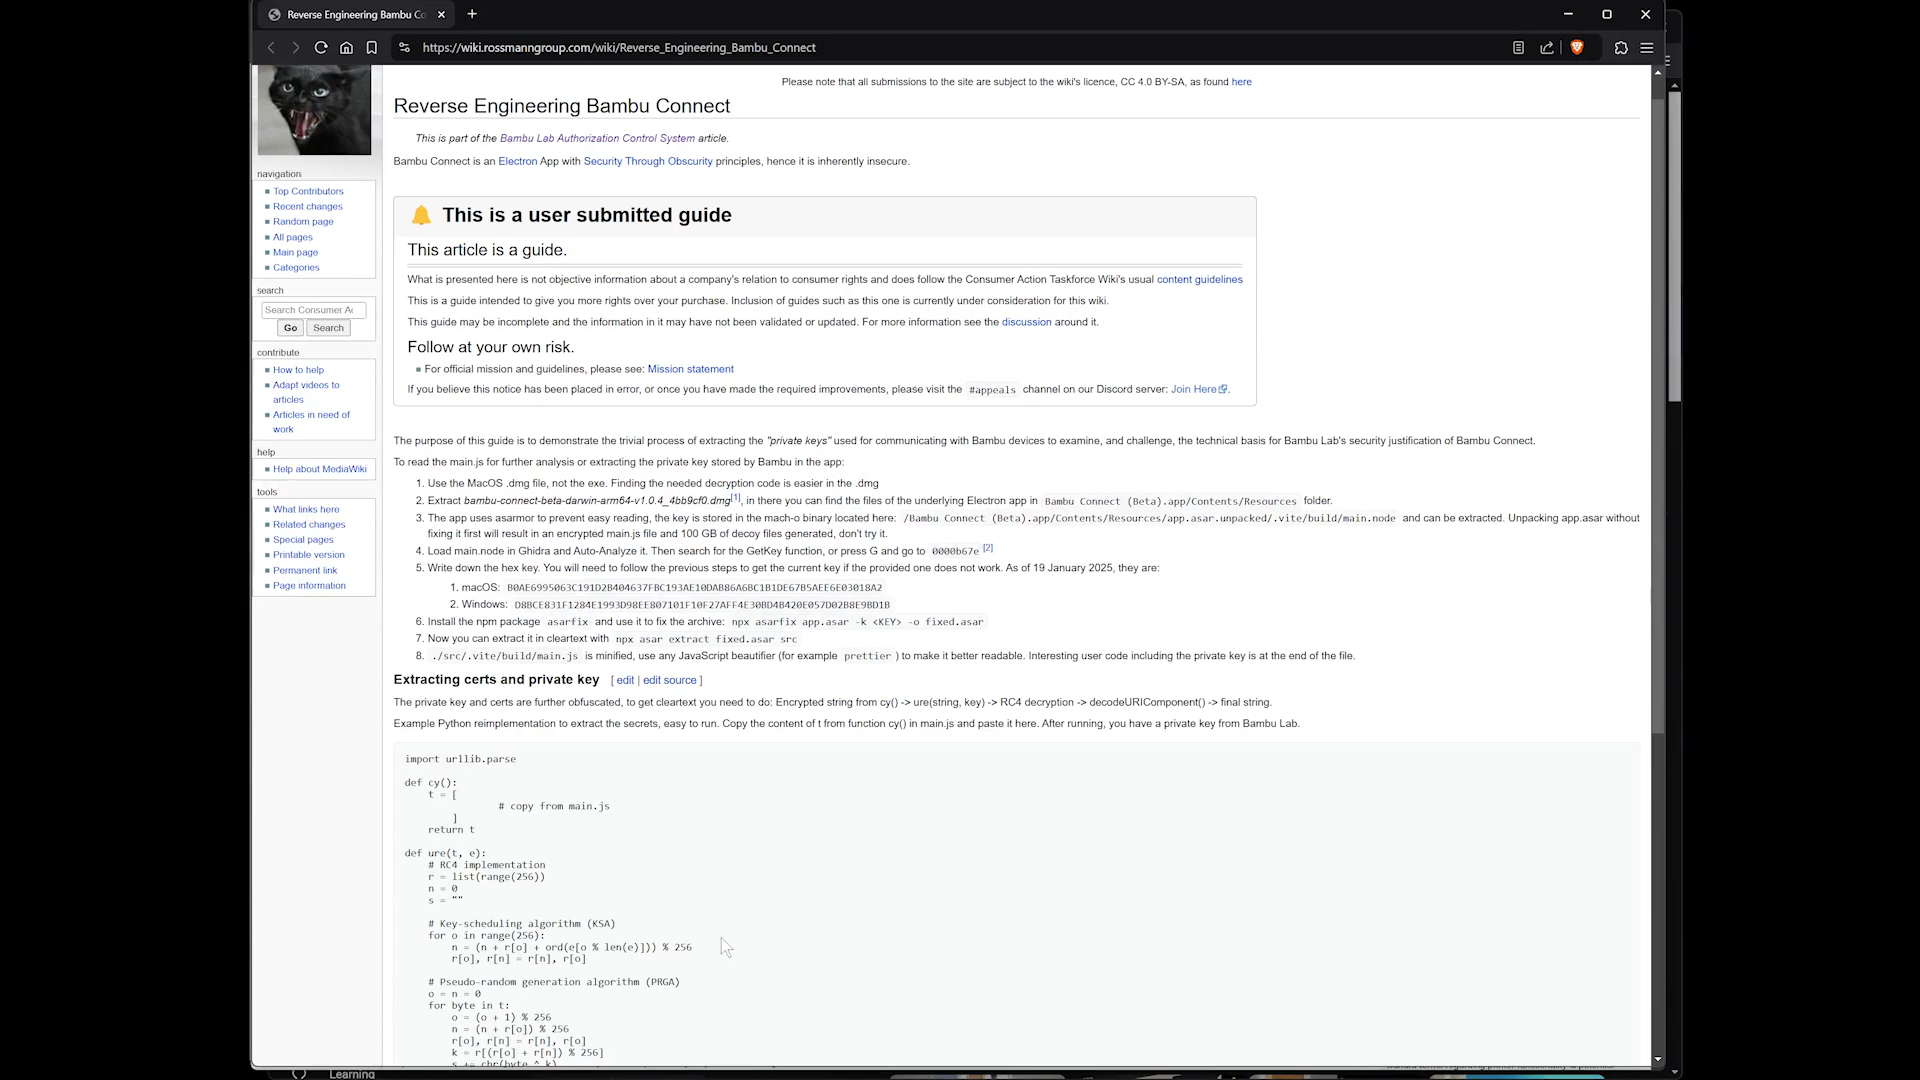 Reverse Engineering Bambu Co
https://wiki.rossmanngroup.com/wiki/Reverse_Engineering_Bambu_Connect
Please note that all submissions to the site are subject to the wiki's licence, CC 4.0 BY-SA, as found here
Reverse Engineering Bambu Connect
This is part of the Bambu Lab Authorization Control System article.
Bambu Connect is an Electron App with Security Through Obscurity principles, hence it is inherently insecure.
navigation
Top Contributors
Recent changes
Random page
All pages
Main page
Categories
search
Search Consumer Ac
Go Search
contribute
How to help
Adapt videos to
articles
Articles in need of
work
help
Help about MediaWiki
tools
What links here
Related changes
Special pages
Printable version
Permanent link
Page information
This is a user submitted guide
This article is a guide.
What is presented here is not objective information about a company's relation to consumer rights and does follow the Consumer Action Taskforce Wiki's usual content guidelines
This is a guide intended to give you more rights over your purchase. Inclusion of guides such as this one is currently under consideration for this wiki.
This guide may be incomplete and the information in it may have not been validated or updated. For more information see the discussion around it.
Follow at your own risk.
For official mission and guidelines, please see: Mission statement
If you believe this notice has been placed in error, or once you have made the required improvements, please visit the #appeals channel on our Discord server: Join Here.
The purpose of this guide is to demonstrate the trivial process of extracting the "private keys" used for communicating with Bambu devices to examine, and challenge, the technical basis for Bambu Lab's security justification of Bambu Connect.
To read the main.js for further analysis or extracting the private key stored by Bambu in the app:
1. Use the MacOS .dmg file, not the exe. Finding the needed decryption code is easier in the .dmg
2. Extract bambu-connect-beta-darwin-arm64-v1.0.4_4bb9cf0.dmg[1], in there you can find the files of the underlying Electron app in Bambu Connect (Beta).app/Contents/Resources folder.
3. The app uses asarmor to prevent easy reading, the key is stored in the mach-o binary located here: /Bambu Connect (Beta).app/Contents/Resources/app.asar.unpacked/.vite/build/main.node and can be extracted. Unpacking app.asar without
fixing it first will result in an encrypted main.js file and 100 GB of decoy files generated, don't try it.
4. Load main.node in Ghidra and Auto-Analyze it. Then search for the GetKey function, or press G and go to 0000b67e [2]
5. Write down the hex key. You will need to follow the previous steps to get the current key if the provided one does not work. As of 19 January 2025, they are:
1. macOS: B0AE6995063C191D2B404637FBC193AE10DAB86A6BC1B1DE67B5AEE6E03018A2
2. Windows: D8BCE831F1284E1993D98EE807101F10F27AFF4E30BD4B420E057D02B8E9BD1B
6. Install the npm package asarfix and use it to fix the archive: npx asarfix app.asar -k <KEY> -o fixed.asar
7. Now you can extract it in cleartext with npx asar extract fixed.asar src
8. ./src/.vite/build/main.js is minified, use any JavaScript beautifier (for example prettier ) to make it better readable. Interesting user code including the private key is at the end of the file.
Extracting certs and private key [ edit | edit source ]
The private key and certs are further obfuscated, to get cleartext you need to do: Encrypted string from cy() -> ure(string, key) -> RC4 decryption -> decodeURIComponent() -> final string.
Example Python reimplementation to extract the secrets, easy to run. Copy the content of t from function cy() in main.js and paste it here. After running, you have a private key from Bambu Lab.
import urllib.parse
def cy():
t = [
# copy from main.js
]
return t
def ure(t, e):
# RC4 implementation
r = list(range(256))
n = 0
s = ""
# Key-scheduling algorithm (KSA)
for o in range(256):
n = (n + r[o] + ord(e[o % len(e)])) % 256
r[o], r[n] = r[n], r[o]
# Pseudo-random generation algorithm (PRGA)
o = n = 0
for byte in t:
o = (o + 1) % 256
n = (n + r[o]) % 256
r[o], r[n] = r[n], r[o]
k = r[(r[o] + r[n]) % 256]
s += chr(byte ^ k)
Learning